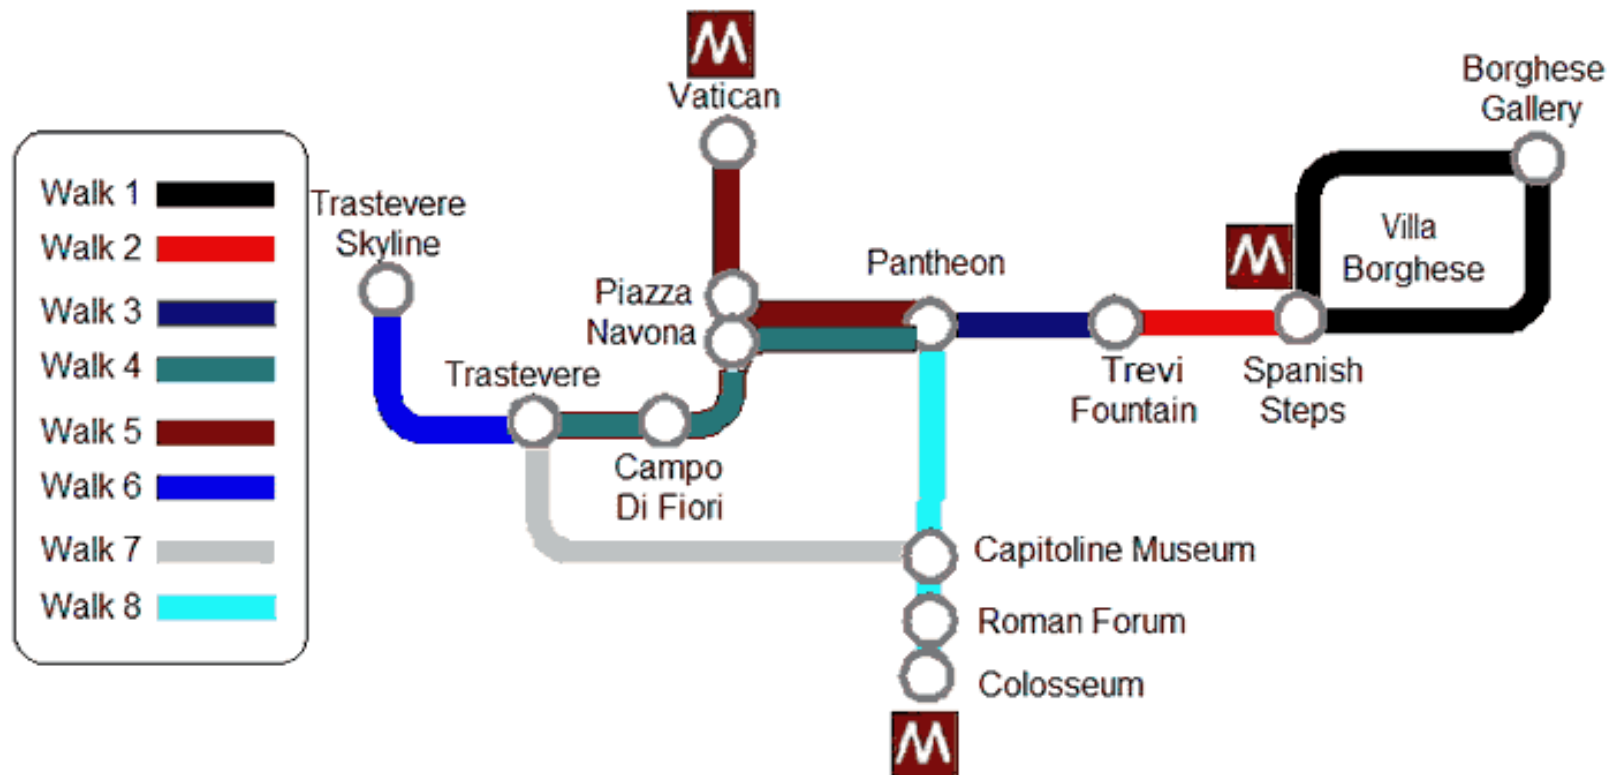 Walk 1
Walk 2
Walk 3
Walk 4
Walk 5
Walk 6
Walk 7
Walk 8
Trastevere
Skyline
M
Vatican
Piazza
Navona
Trastevere
Campo
Di Fiori
Pantheon
Trevi
Fountain
M
Spanish
Steps
Villa
Borghese
Borghese
Gallery
Capitoline Museum
Roman Forum
Colosseum
M